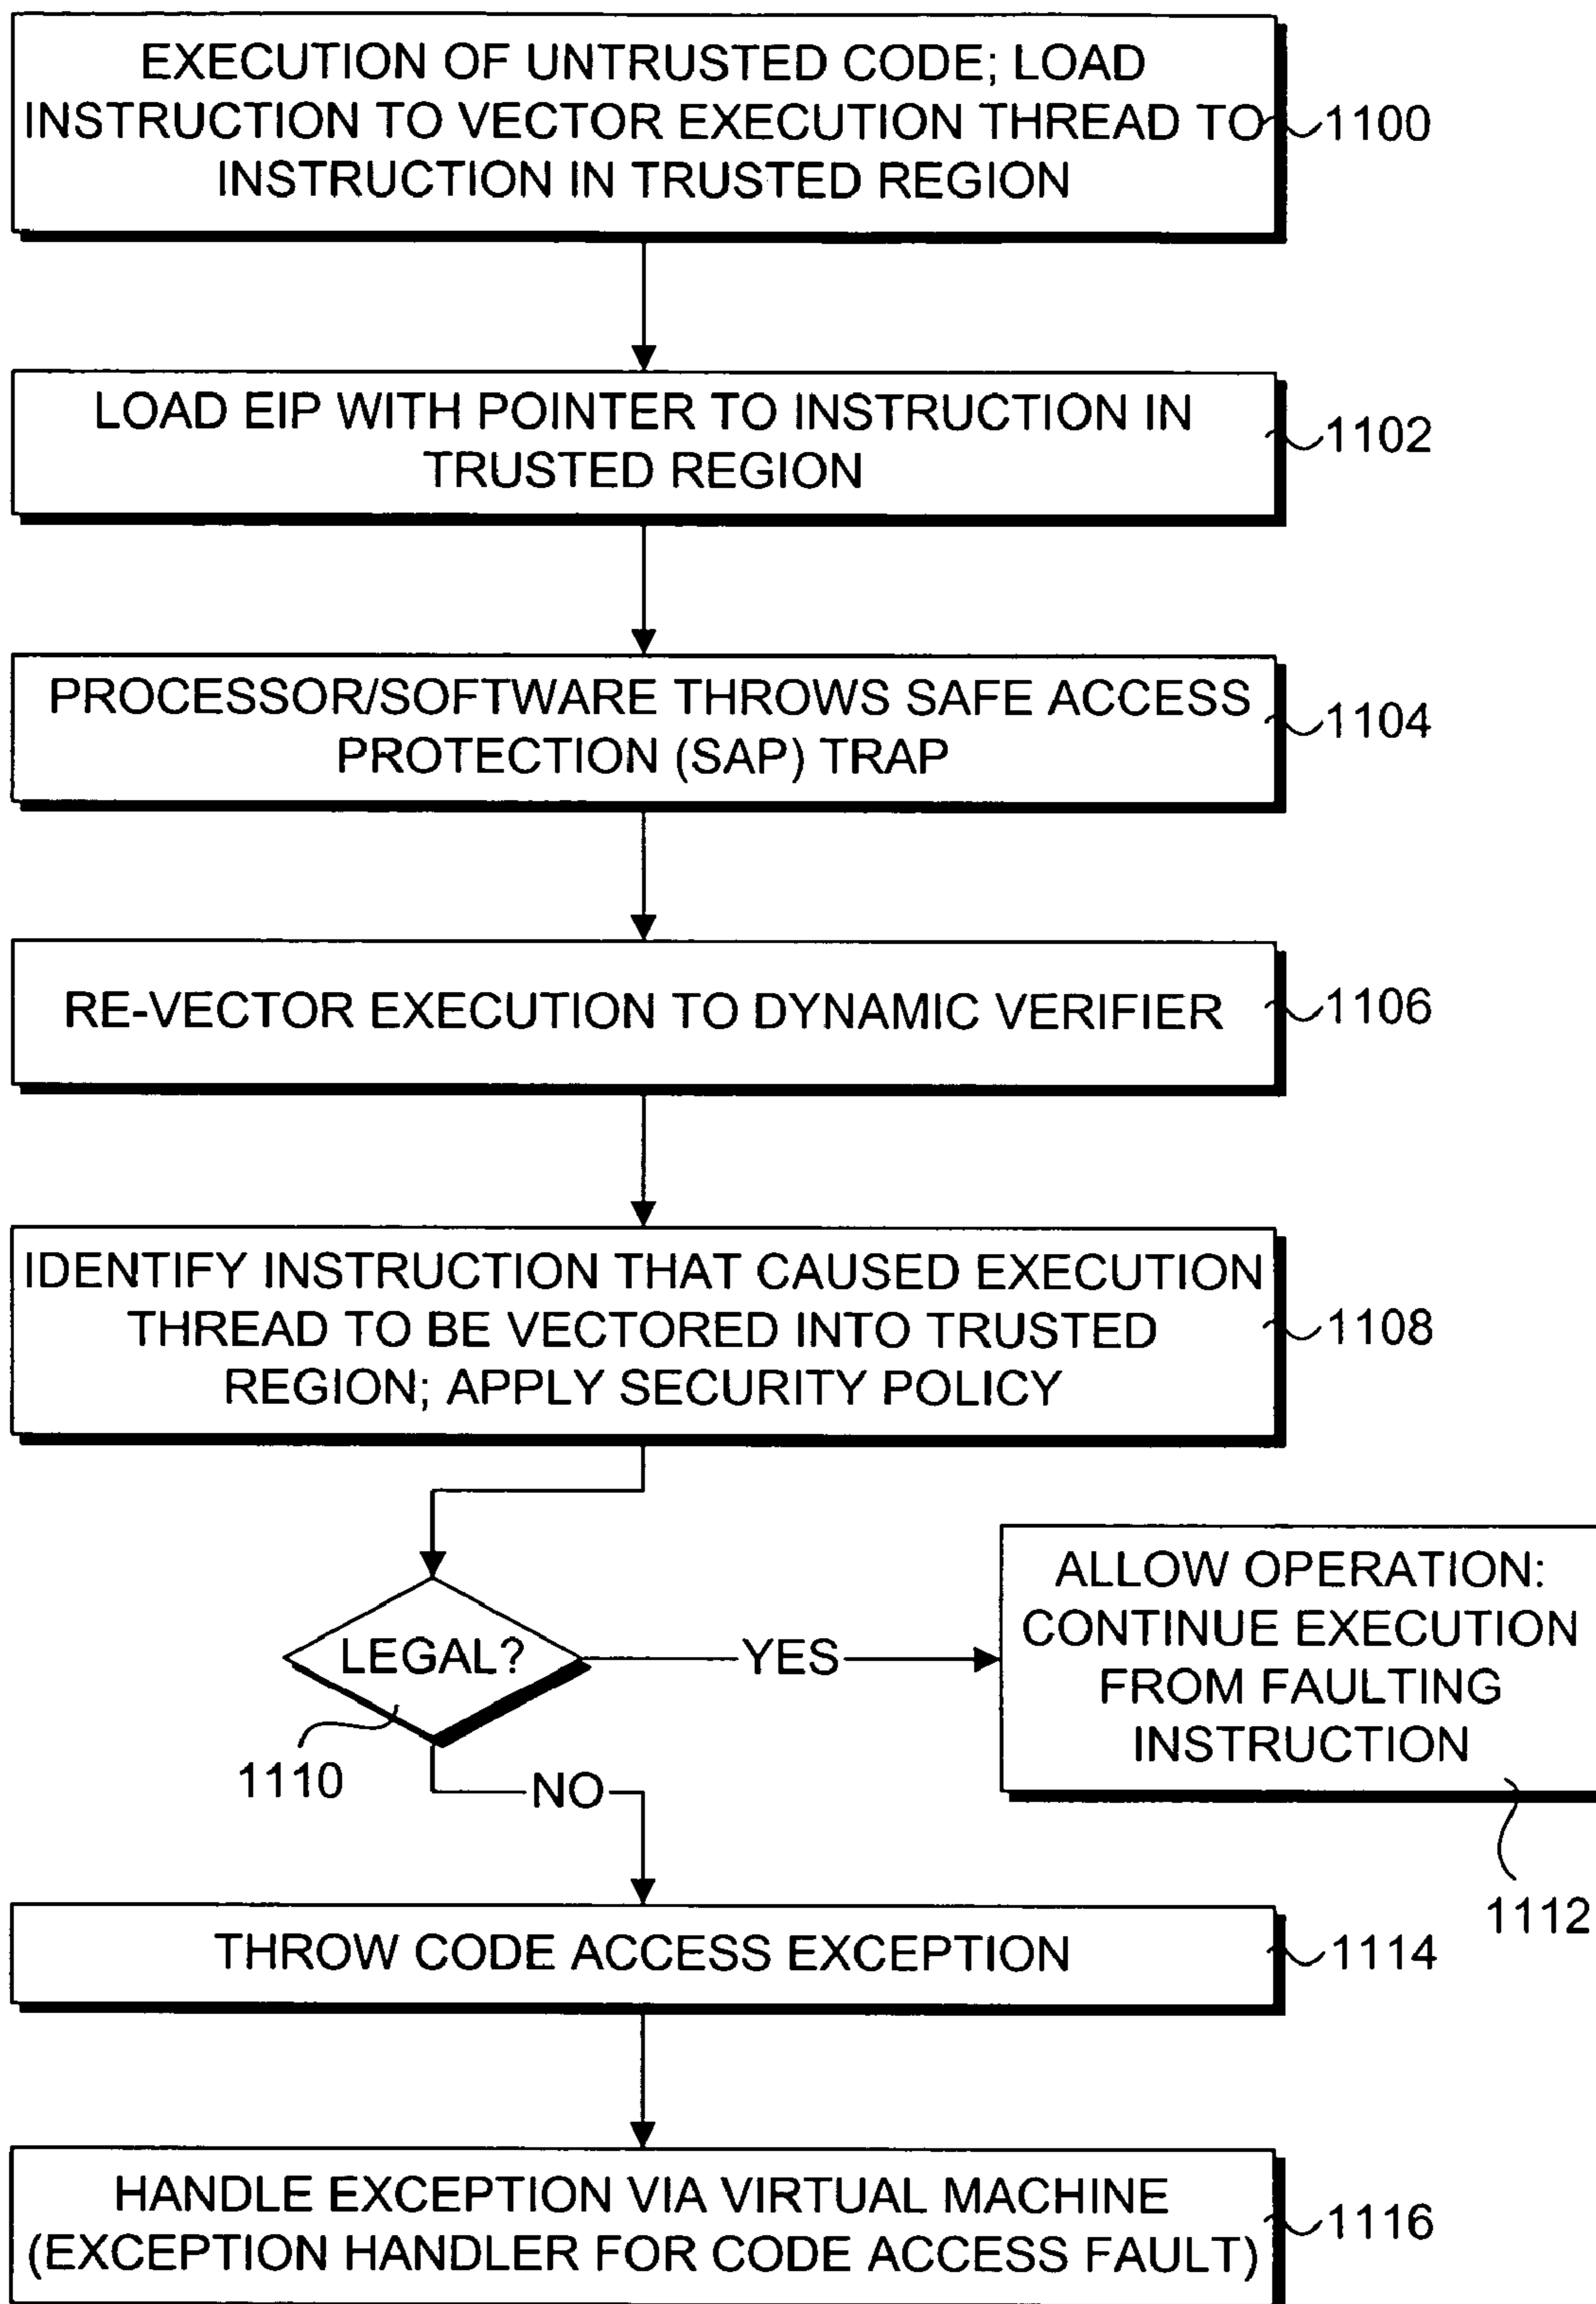 EXECUTION OF UNTRUSTED CODE; LOAD
INSTRUCTION TO VECTOR EXECUTION THREAD TO
INSTRUCTION IN TRUSTED REGION
1100
LOAD EIP WITH POINTER TO INSTRUCTION IN
TRUSTED REGION
1102
PROCESSOR/SOFTWARE THROWS SAFE ACCESS
PROTECTION (SAP) TRAP
1104
RE-VECTOR EXECUTION TO DYNAMIC VERIFIER
1106
IDENTIFY INSTRUCTION THAT CAUSED EXECUTION
THREAD TO BE VECTORED INTO TRUSTED
REGION; APPLY SECURITY POLICY
1108
LEGAL?
1110
YES
ALLOW OPERATION:
CONTINUE EXECUTION
FROM FAULTING
INSTRUCTION
1112
NO
THROW CODE ACCESS EXCEPTION
1114
HANDLE EXCEPTION VIA VIRTUAL MACHINE
(EXCEPTION HANDLER FOR CODE ACCESS FAULT)
1116